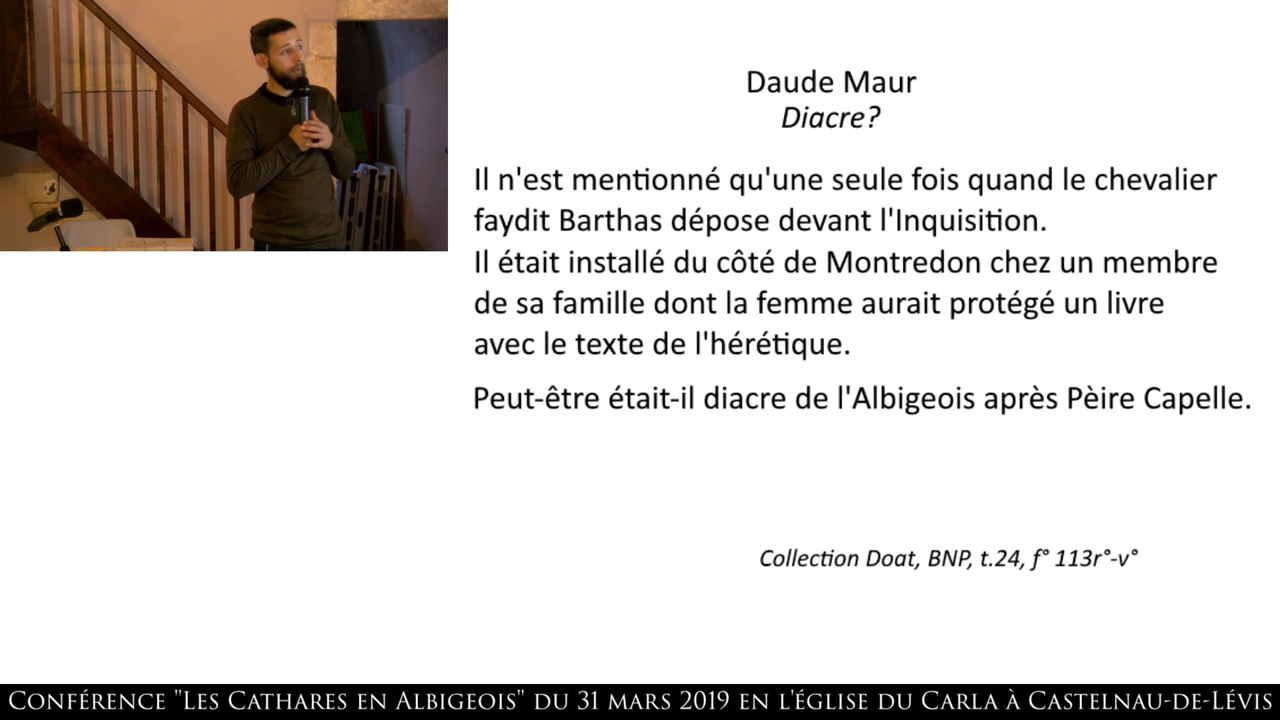 Daude Maur
Diacre?
Il n'est mentionné qu'une seule fois quand le chevalier
faydit Barthas dépose devant l'Inquisition.
Il était installé du côté de Montredon chez un membre
de sa famille dont la femme aurait protégé un livre
avec le texte de l'hérétique.
Peut-être était-il diacre de l'Albigeois après Pèire Capelle.
Collection Doat, BNP, t.24, f° 113r°-v°
Conférence "Les Cathares en Albigeois" du 31 mars 2019 en l'église du Carla à Castelnau-de-Lévis